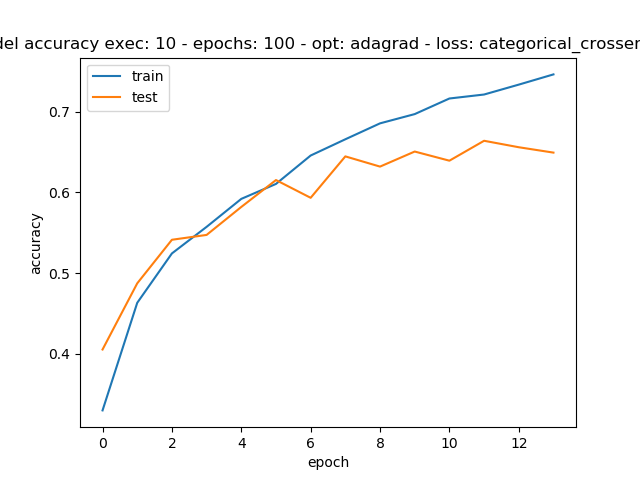 del accuracy exec: 10 - epochs: 100 - opt: adagrad - loss: categorical_crosser
train
test
0.7
0.6
0.5
0.4
accuracy
0 2 4 6 8 10 12
epoch